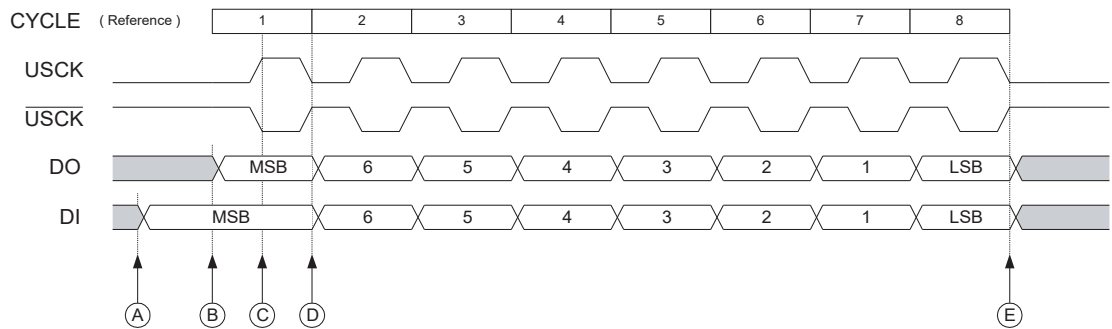 CYCLE ( Reference ) 1 2 3 4 5 6 7 8
USCK
USCK
DO MSB 6 5 4 3 2 1 LSB
DI MSB 6 5 4 3 2 1 LSB
A B C D E